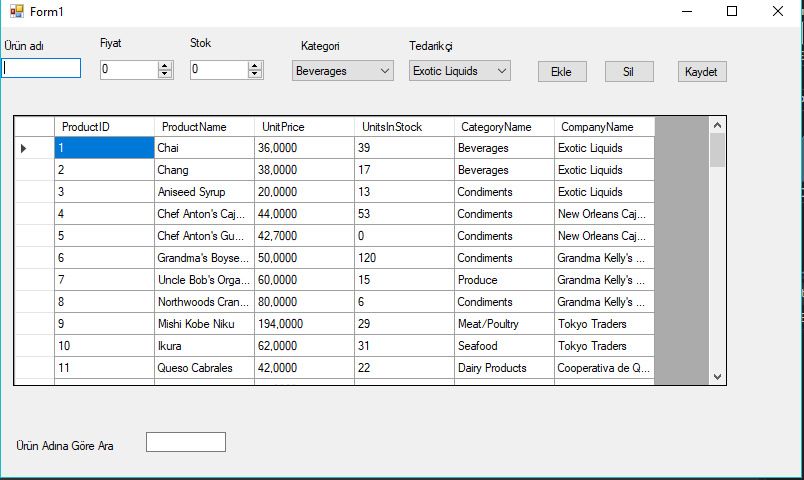 Form1
Ürün adı Fiyat Stok Kategori Tedarikçi
0 0 Beverages Exotic Liquids Ekle Sil Kaydet
ProductID ProductName UnitPrice UnitsInStock CategoryName CompanyName
1 Chai 36,0000 39 Beverages Exotic Liquids
2 Chang 38,0000 17 Beverages Exotic Liquids
3 Aniseed Syrup 20,0000 13 Condiments Exotic Liquids
4 Chef Anton's Caj... 44,0000 53 Condiments New Orleans Caj...
5 Chef Anton's Gu... 42,7000 0 Condiments New Orleans Caj...
6 Grandma's Boyse... 50,0000 120 Condiments Grandma Kelly's ...
7 Uncle Bob's Orga... 60,0000 15 Produce Grandma Kelly's ...
8 Northwoods Cran... 80,0000 6 Condiments Grandma Kelly's ...
9 Mishi Kobe Niku 194,0000 29 Meat/Poultry Tokyo Traders
10 Ikura 62,0000 31 Seafood Tokyo Traders
11 Queso Cabrales 42,0000 22 Dairy Products Cooperativa de Q...
Ürün Adına Göre Ara